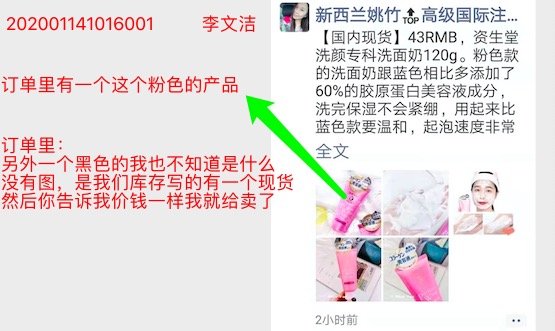 202001141016001 李文洁
订单里有一个这个粉色的产品
订单里：
另外一个黑色的我也不知道是什么
没有图，是我们库存写的有一个现货
然后你告诉我价钱一样我就给卖了
新西兰姚竹🔝高级国际注...
【国内现货】43RMB，资生堂
洗颜专科洗面奶120g。粉色款
的洗面奶跟蓝色相比多添加了
60%的胶原蛋白美容液成分，
洗完保湿不会紧绷，用起来比
蓝色款要温和，起泡速度非常
全文
2小时前